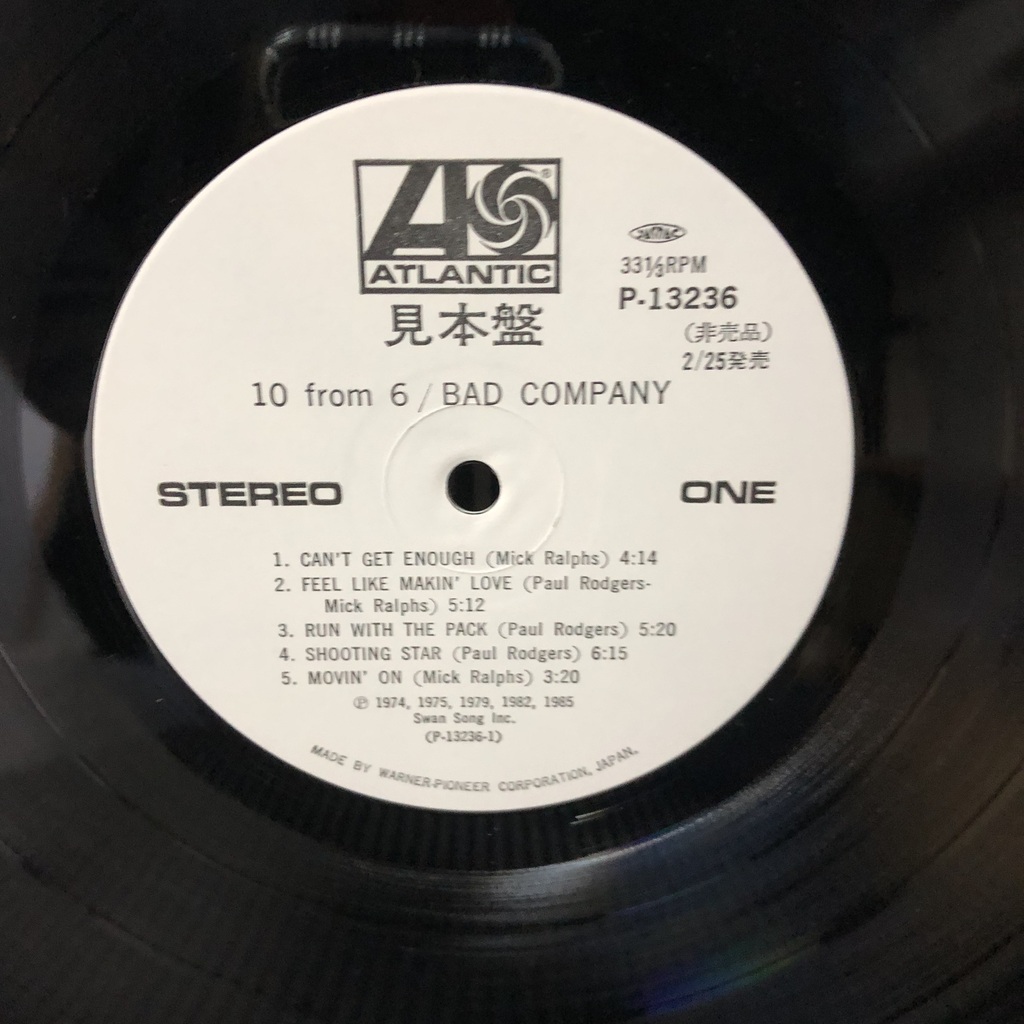 ATLANTIC
®
見本盤
JASRAC
33⅓RPM
P-13236
(非売品)
2/25発売
10 from 6 / BAD COMPANY
STEREO
ONE
1. CAN'T GET ENOUGH (Mick Ralphs) 4:14
2. FEEL LIKE MAKIN' LOVE (Paul Rodgers-
Mick Ralphs) 5:12
3. RUN WITH THE PACK (Paul Rodgers) 5:20
4. SHOOTING STAR (Paul Rodgers) 6:15
5. MOVIN' ON (Mick Ralphs) 3:20
℗ 1974, 1975, 1979, 1982, 1985
Swan Song Inc.
(P-13236-1)
MADE BY WARNER-PIONEER CORPORATION, JAPAN.